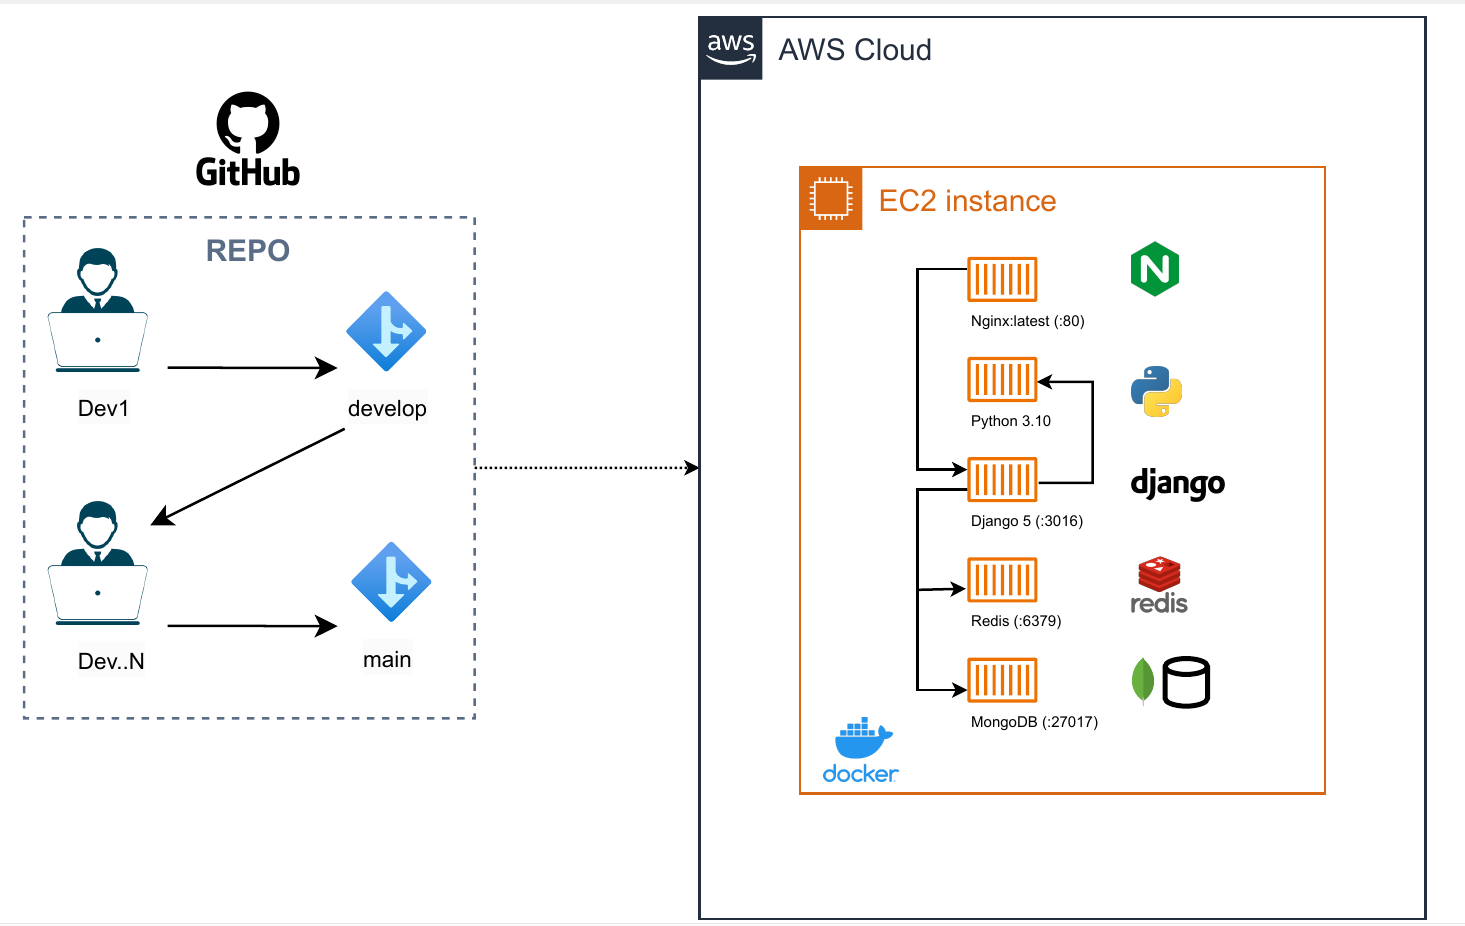 GitHub
REPO
Dev1
develop
Dev..N
main
aws
AWS Cloud
EC2 instance
Nginx:latest (:80)
N
Python 3.10
Django 5 (:3016)
django
Redis (:6379)
redis
MongoDB (:27017)
docker